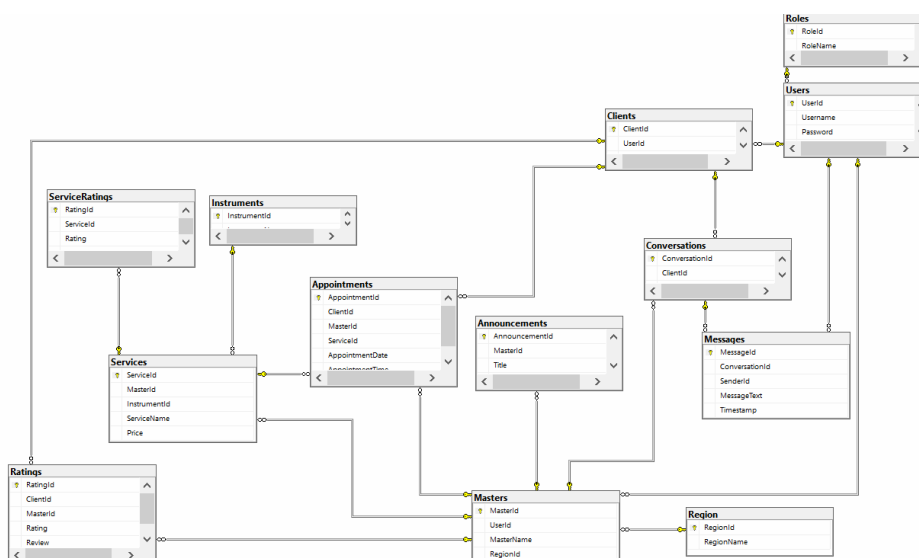 Roles
RoleId
RoleName
Users
UserId
Username
Password
Clients
ClientId
UserId
ServiceRatings
RatingId
ServiceId
Rating
Instruments
InstrumentId
Conversations
ConversationId
ClientId
Appointments
AppointmentId
ClientId
MasterId
ServiceId
AppointmentDate
AppointmentTime
Announcements
AnnouncementId
MasterId
Title
Messages
MessageId
ConversationId
SenderId
MessageText
Timestamp
Services
ServiceId
MasterId
InstrumentId
ServiceName
Price
Ratings
RatingId
ClientId
MasterId
Rating
Review
Masters
MasterId
UserId
MasterName
RegionId
Region
RegionId
RegionName